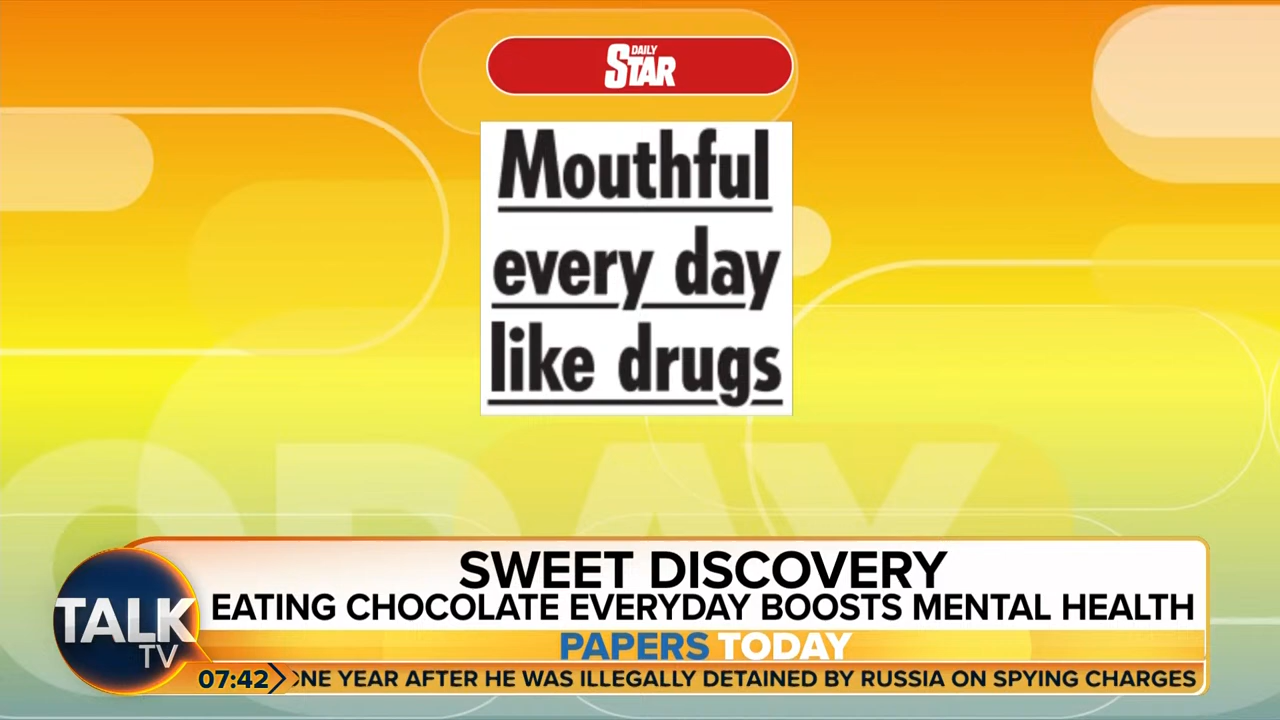 DAILY
STAR
Mouthful
every day
like drugs
SWEET DISCOVERY
EATING CHOCOLATE EVERYDAY BOOSTS MENTAL HEALTH
TALK
TV
PAPERS TODAY
07:42
NE YEAR AFTER HE WAS ILLEGALLY DETAINED BY RUSSIA ON SPYING CHARGES